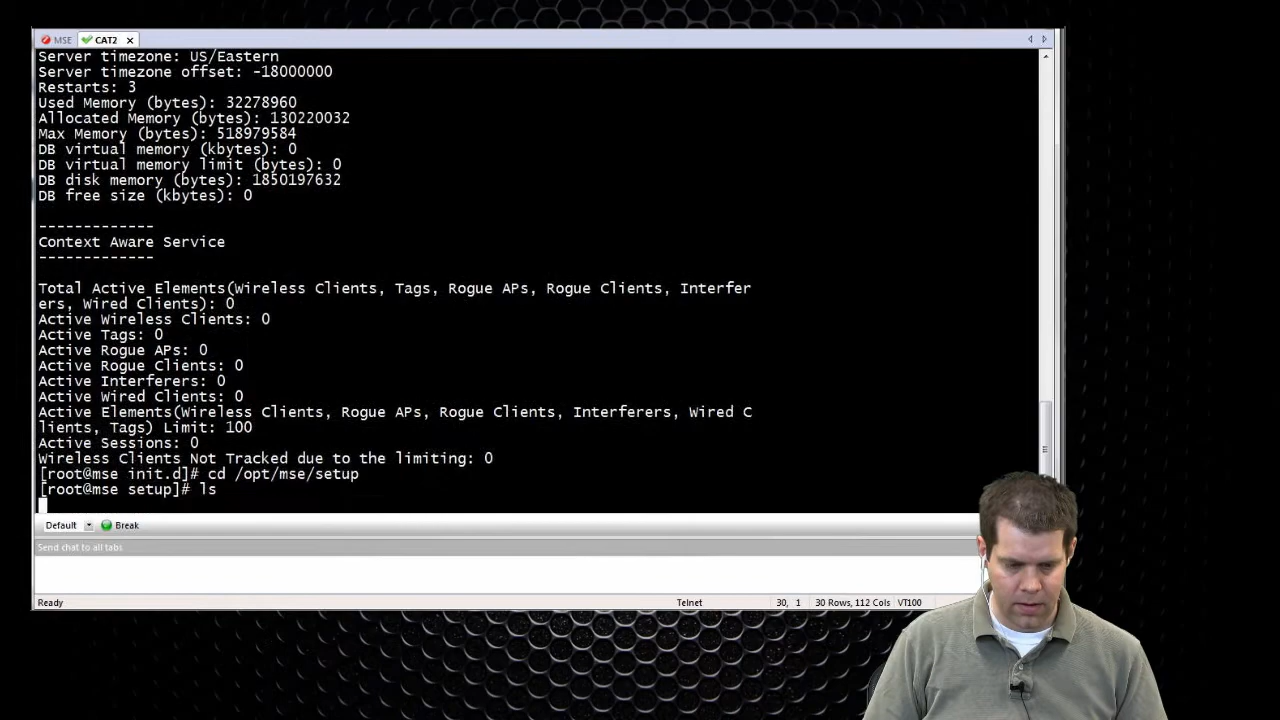 MSE
CAT2
Server timezone: US/Eastern
Server timezone offset: -18000000
Restarts: 3
Used Memory (bytes): 32278960
Allocated Memory (bytes): 130220032
Max Memory (bytes): 518979584
DB virtual memory (kbytes): 0
DB virtual memory limit (bytes): 0
DB disk memory (bytes): 1850197632
DB free size (kbytes): 0
-------------
Context Aware Service
-------------
Total Active Elements(Wireless Clients, Tags, Rogue APs, Rogue Clients, Interfer
ers, Wired Clients): 0
Active Wireless Clients: 0
Active Tags: 0
Active Rogue APs: 0
Active Rogue Clients: 0
Active Interferers: 0
Active Wired Clients: 0
Active Elements(Wireless Clients, Rogue APs, Rogue Clients, Interferers, Wired C
lients, Tags) Limit: 100
Active Sessions: 0
Wireless Clients Not Tracked due to the limiting: 0
[root@mse init.d]# cd /opt/mse/setup
[root@mse setup]# ls
Default Break
Send chat to all tabs
Ready Telnet 30, 1 30 Rows, 112 Cols VT100